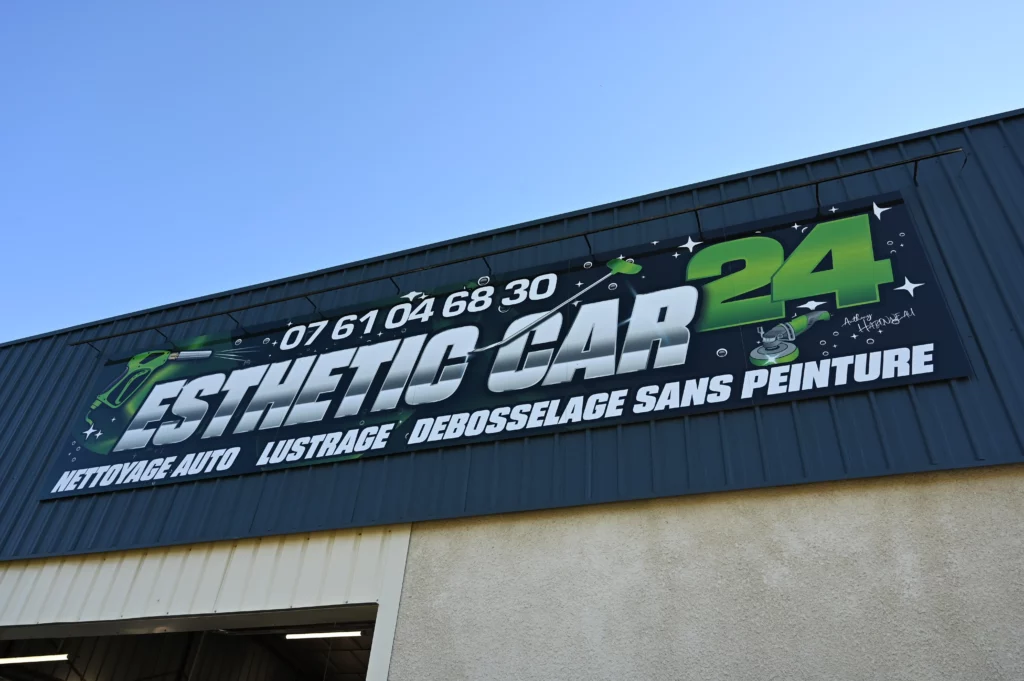 07 61 04 68 30
ESTHETIC CAR 24
NETTOYAGE AUTO LUSTRAGE DEBOSSELAGE SANS PEINTURE